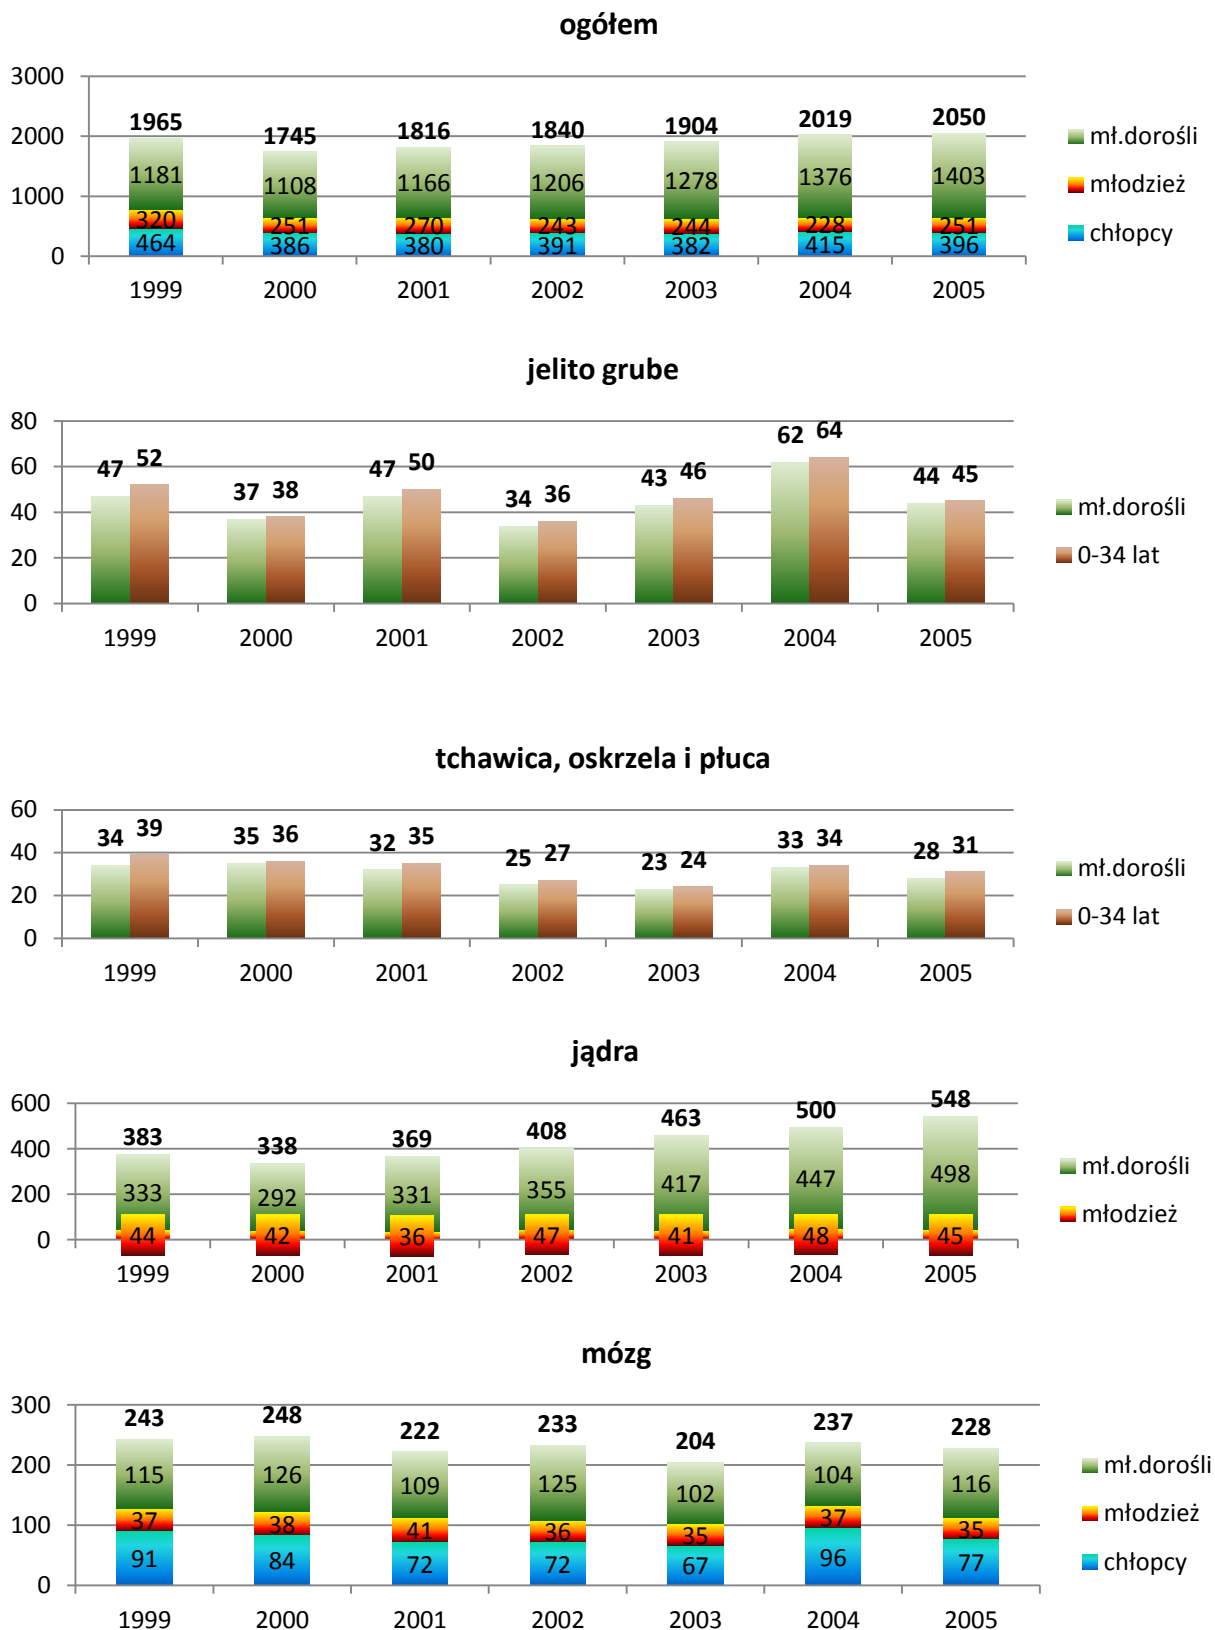 ogółem
3000
2000
1000
0
1965 1745 1816 1840 1904 2019 2050
1181 1108 1166 1206 1278 1376 1403
320 251 270 243 244 228 251
464 386 380 391 382 415 396
1999 2000 2001 2002 2003 2004 2005
mł.dorośli
młodzież
chłopcy
jelito grube
80
60
40
20
0
47 52 37 38 47 50 34 36 43 46 62 64 44 45
1999 2000 2001 2002 2003 2004 2005
mł.dorośli
0-34 lat
tchawica, oskrzela i płuca
60
40
20
0
34 39 35 36 32 35 25 27 23 24 33 34 28 31
1999 2000 2001 2002 2003 2004 2005
mł.dorośli
0-34 lat
jądra
600
400
200
0
383 338 369 408 463 500 548
333 292 331 355 417 447 498
44 42 36 47 41 48 45
1999 2000 2001 2002 2003 2004 2005
mł.dorośli
młodzież
mózg
300
200
100
0
243 248 222 233 204 237 228
115 126 109 125 102 104 116
37 38 41 36 35 37 35
91 84 72 72 67 96 77
1999 2000 2001 2002 2003 2004 2005
mł.dorośli
młodzież
chłopcy